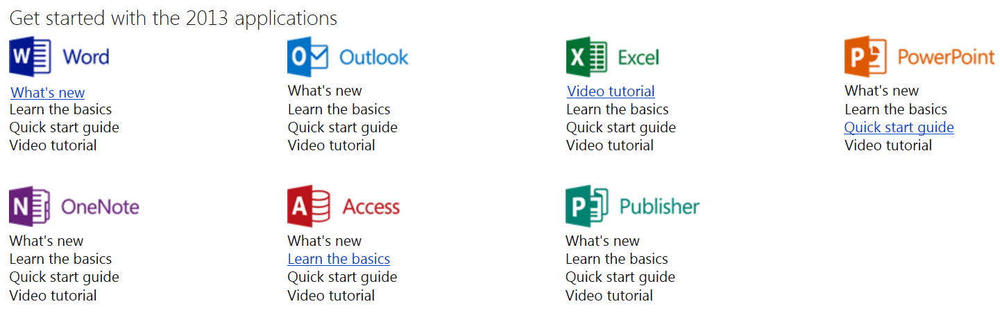 Get started with the 2013 applications
Word
What's new
Learn the basics
Quick start guide
Video tutorial
Outlook
What's new
Learn the basics
Quick start guide
Video tutorial
Excel
Video tutorial
Learn the basics
Quick start guide
Video tutorial
PowerPoint
What's new
Learn the basics
Quick start guide
Video tutorial
OneNote
What's new
Learn the basics
Quick start guide
Video tutorial
Access
What's new
Learn the basics
Quick start guide
Video tutorial
Publisher
What's new
Learn the basics
Quick start guide
Video tutorial